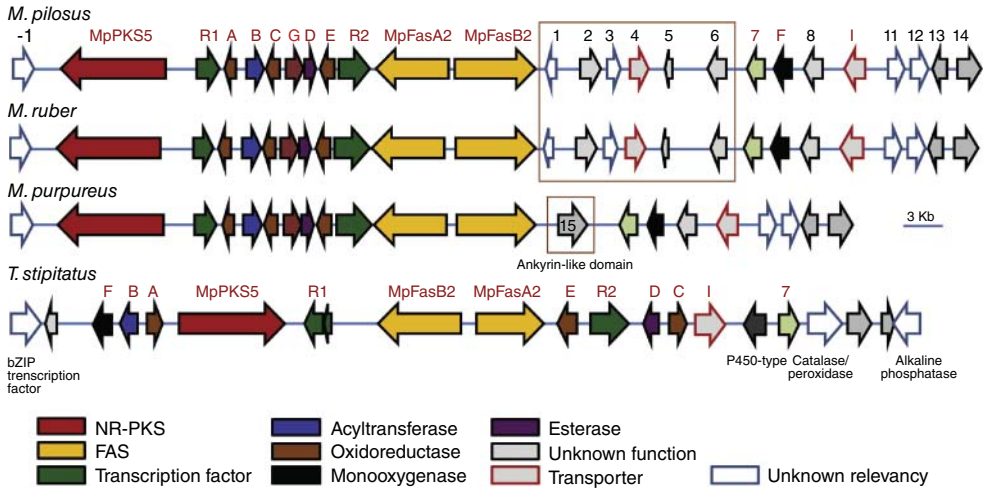 M. pilosus
-1 MpPKS5 R1 A B C G D E R2 MpFasA2 MpFasB2 1 2 3 4 5 6 7 F 8 I 11 12 13 14
M. ruber
M. purpureus
15
3 Kb
Ankyrin-like domain
T. stipitatus
F B A MpPKS5 R1 MpFasB2 MpFasA2 E R2 D C I 7
bZIP
trenscription
factor
P450-type Catalase/
peroxidase
Alkaline
phosphatase
NR-PKS Acyltransferase Esterase
FAS Oxidoreductase Unknown function
Transcription factor Monooxygenase Transporter Unknown relevancy